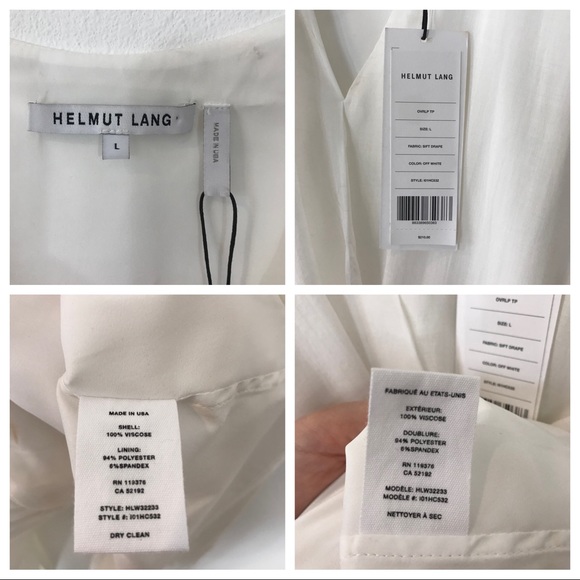 HELMUT LANG
L
MADE IN USA
HELMUT LANG
OVRLP TP
SIZE: L
FABRIC: SIFT DRAPE
COLOR: OFF WHITE
MADE IN USA
SHELL:
100% VISCOSE
LINING:
94% POLYESTER
6%SPANDEX
RN 119376
CA 52192
STYLE: HLW32233
STYLE #: I01HC532
DRY CLEAN
OVRLP TP
SIZE: L
FABRIC: SIFT DRAPE
COLOR: OFF WHITE
FABRIQUÉ AU ETATS-UNIS
EXTÉRIEUR:
100% VISCOSE
DOUBLURE:
94% POLYESTER
6%SPANDEX
RN 119376
CA 52192
MODÈLE: HLW32233
MODÈLE #: I01HC532
NETTOYER À SEC